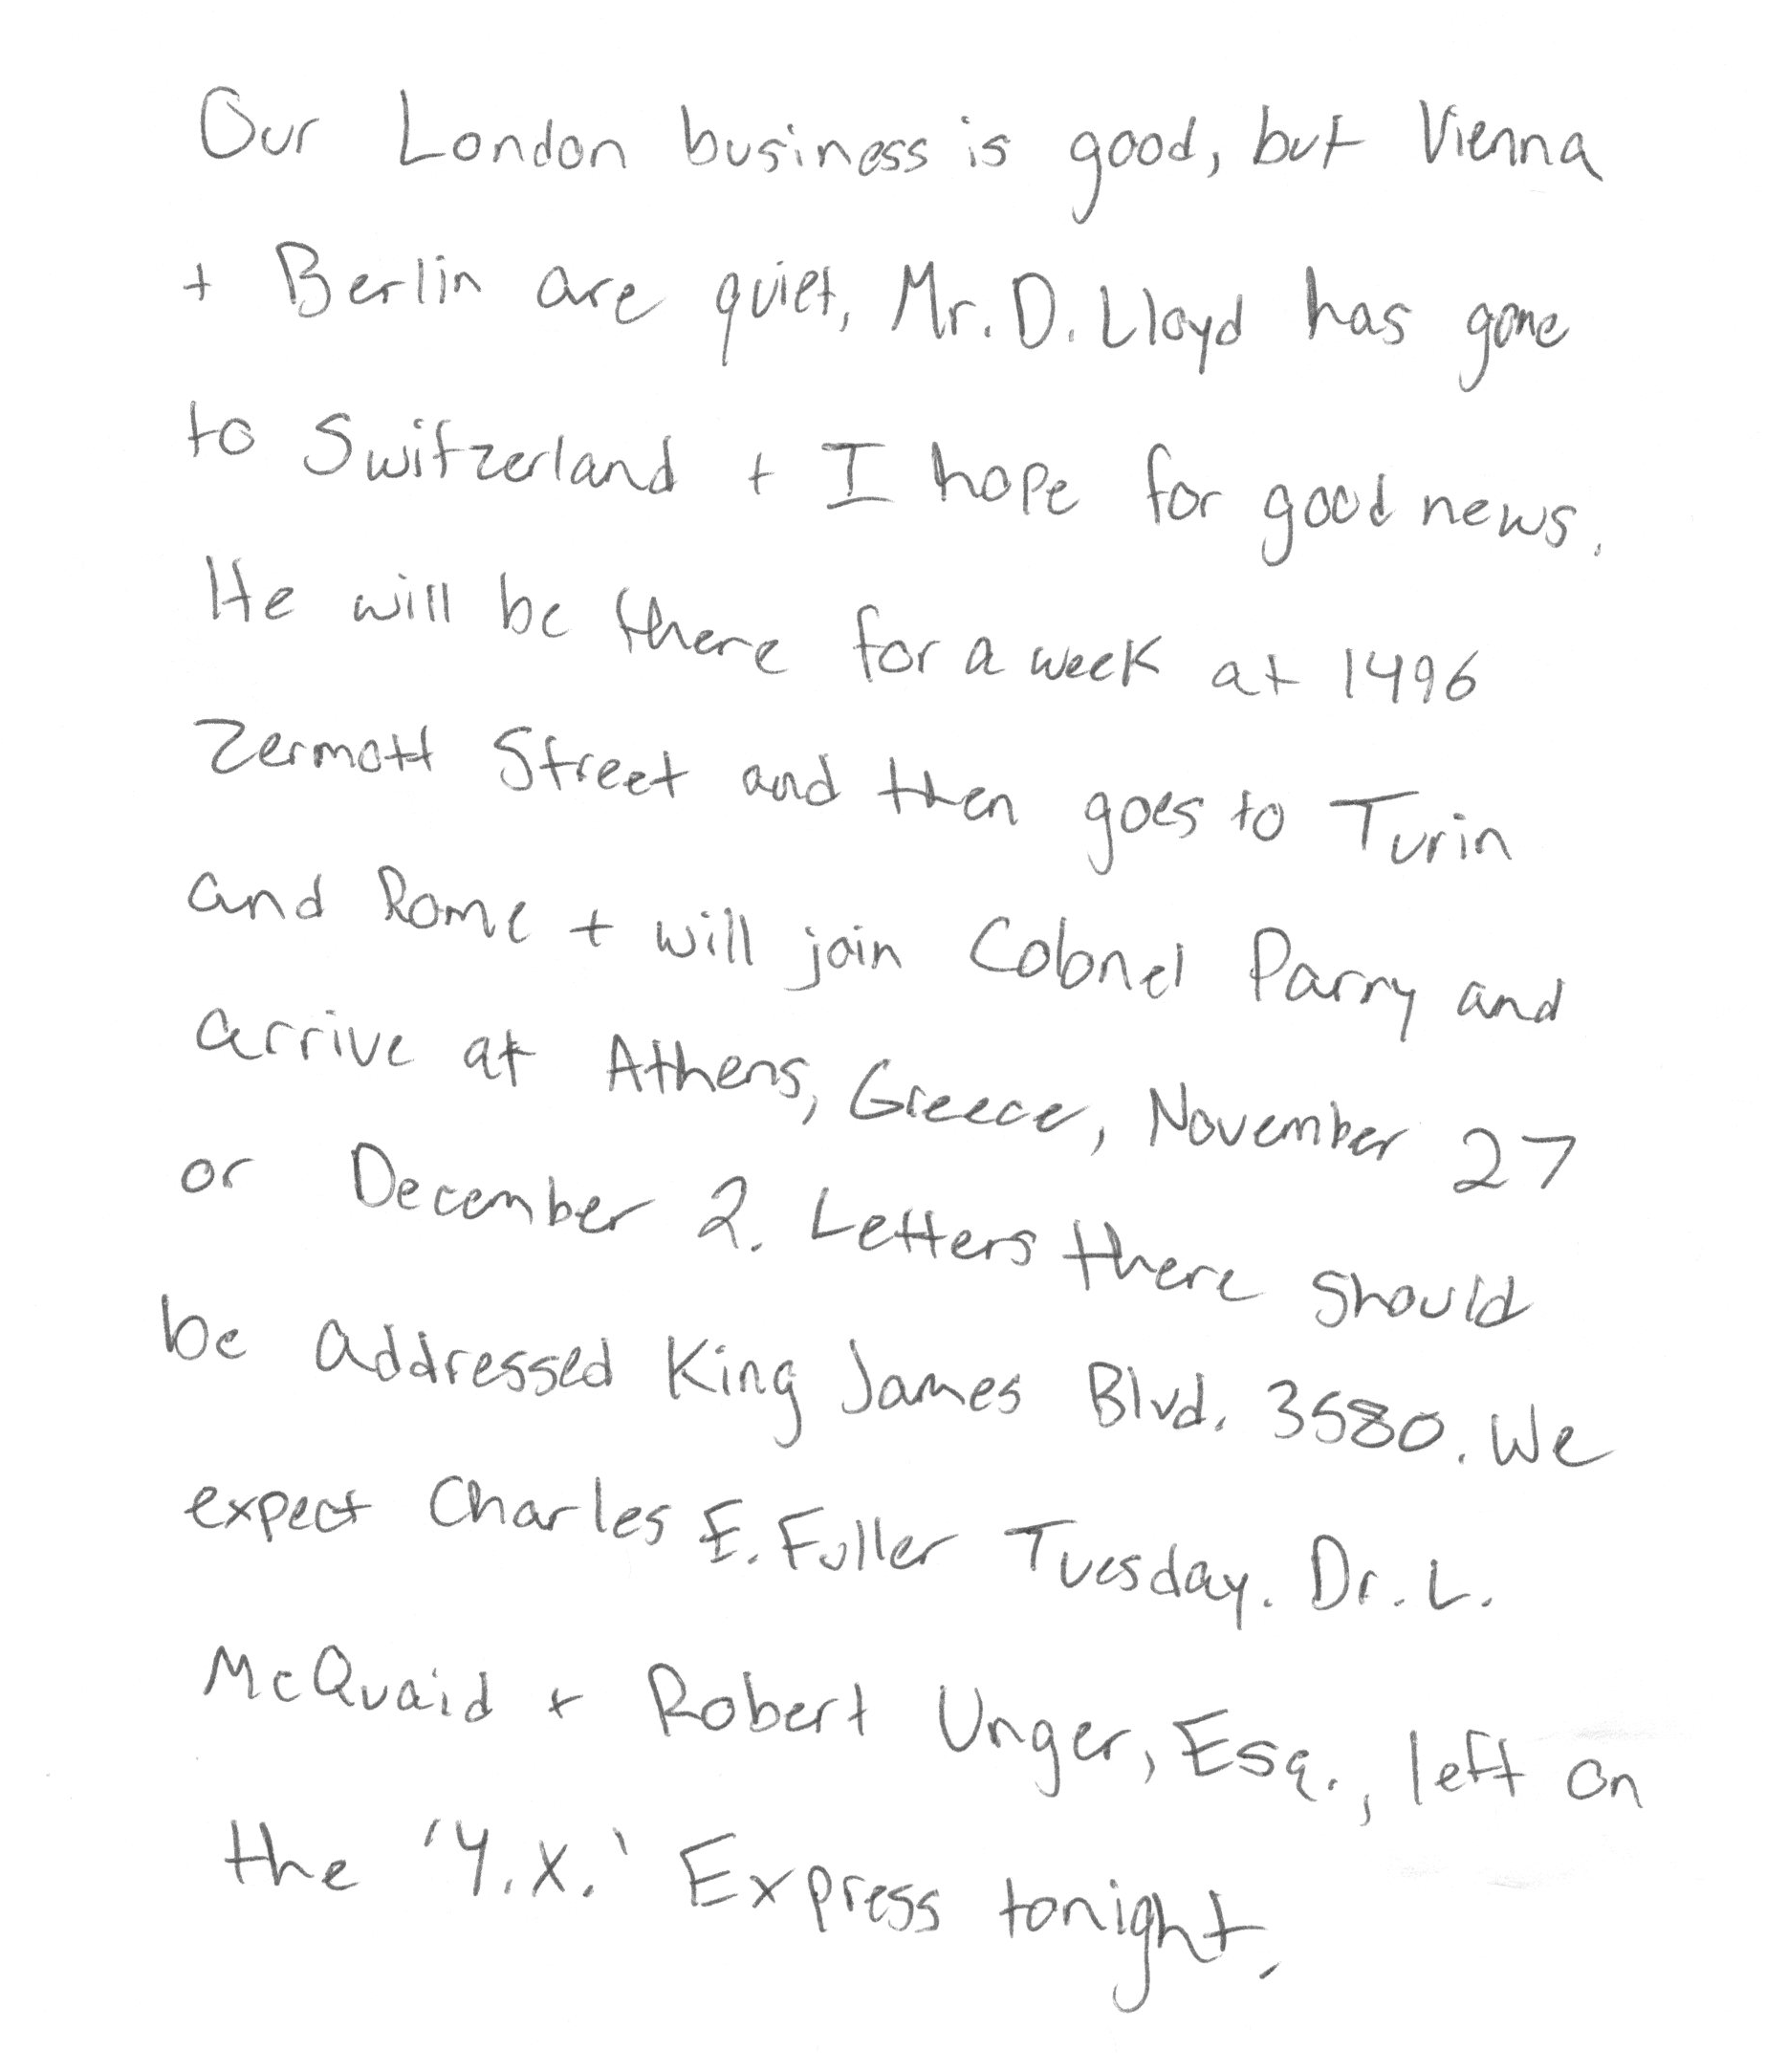 Our London business is good, but Vienna
+ Berlin are quiet, Mr. D. Lloyd has gone
to Switzerland + I hope for good news.
He will be there for a week at 1496
Zermott Street and then goes to Turin
and Rome + will join Colonel Parry and
arrive at Athens, Greece, November 27
or December 2. Letters there should
be addressed King James Blvd. 3580. We
expect Charles E. Fuller Tuesday. Dr. L.
McQuaid + Robert Unger, Esq., left on
the 'Y.X.' Express tonight.